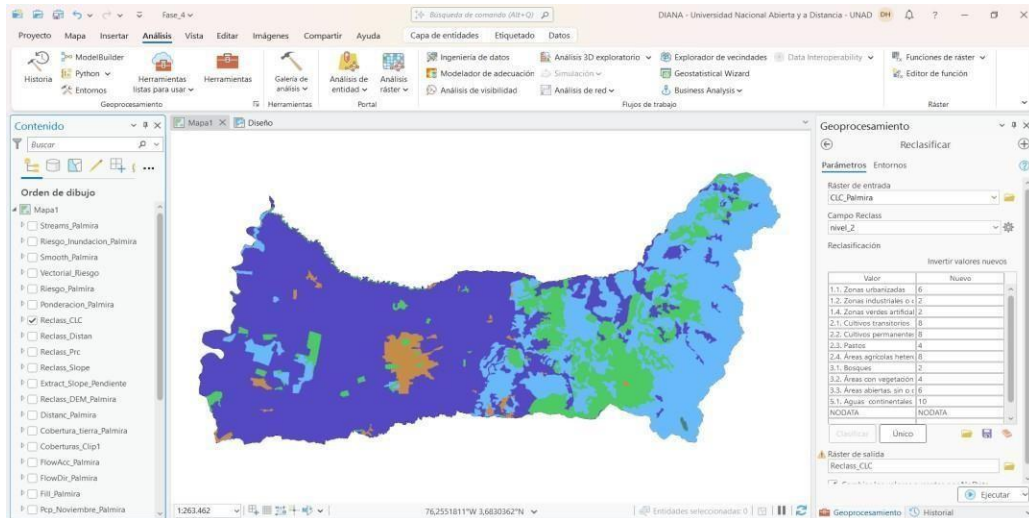 Fase_4
Búsqueda de comando (Alt+Q)
DIANA - Universidad Nacional Abierta y a Distancia - UNAD DH ?
Proyecto Mapa Insertar Análisis Vista Editar Imágenes Compartir Ayuda Capa de entidades Etiquetado Datos
Historia
ModelBuilder
Python
Entornos
Herramientas listas para usar
Herramientas
Geoprocesamiento
Galería de análisis
Herramientas
Análisis de entidad
Análisis ráster
Portal
Ingeniería de datos
Modelador de adecuación
Análisis de visibilidad
Análisis 3D exploratorio
Simulación
Análisis de red
Explorador de vecindades
Geostatistical Wizard
Business Analysis
Data Interoperability
Flujos de trabajo
Funciones de ráster
Editor de función
Ráster
Contenido
Buscar
Orden de dibujo
Mapa1
Streams_Palmira
Riesgo_Inundacion_Palmira
Smooth_Palmira
Vectorial_Riesgo
Riesgo_Palmira
Ponderacion_Palmira
Reclass_CLC
Reclass_Distan
Reclass_Prc
Reclass_Slope
Extract_Slope_Pendiente
Reclass_DEM_Palmira
Distanc_Palmira
Cobertura_tierra_Palmira
Coberturas_Clip1
FlowAcc_Palmira
FlowDir_Palmira
Fill_Palmira
Pcp_Noviembre_Palmira
Mapa1 Diseño
1:263.462
76,2551811°W 3,6830362°N
Entidades seleccionadas: 0
Geoprocesamiento
Reclasificar
Parámetros Entornos
Ráster de entrada
CLC_Palmira
Campo Reclass
nivel_2
Reclasificación
Invertir valores nuevos
Valor Nuevo
1.1. Zonas urbanizadas 6
1.2. Zonas industriales o c 2
1.4. Zonas verdes artificial 2
2.1. Cultivos transitorios 8
2.2. Cultivos permanentes 8
2.3. Pastos 4
2.4. Áreas agrícolas heter 8
3.1. Bosques 2
3.2. Áreas con vegetación 4
3.3. Áreas abiertas, sin o c 6
5.1. Aguas continentales 10
NODATA NODATA
Clasificar Único
Ráster de salida
Reclass_CLC
Ejecutar
Geoprocesamiento Historial